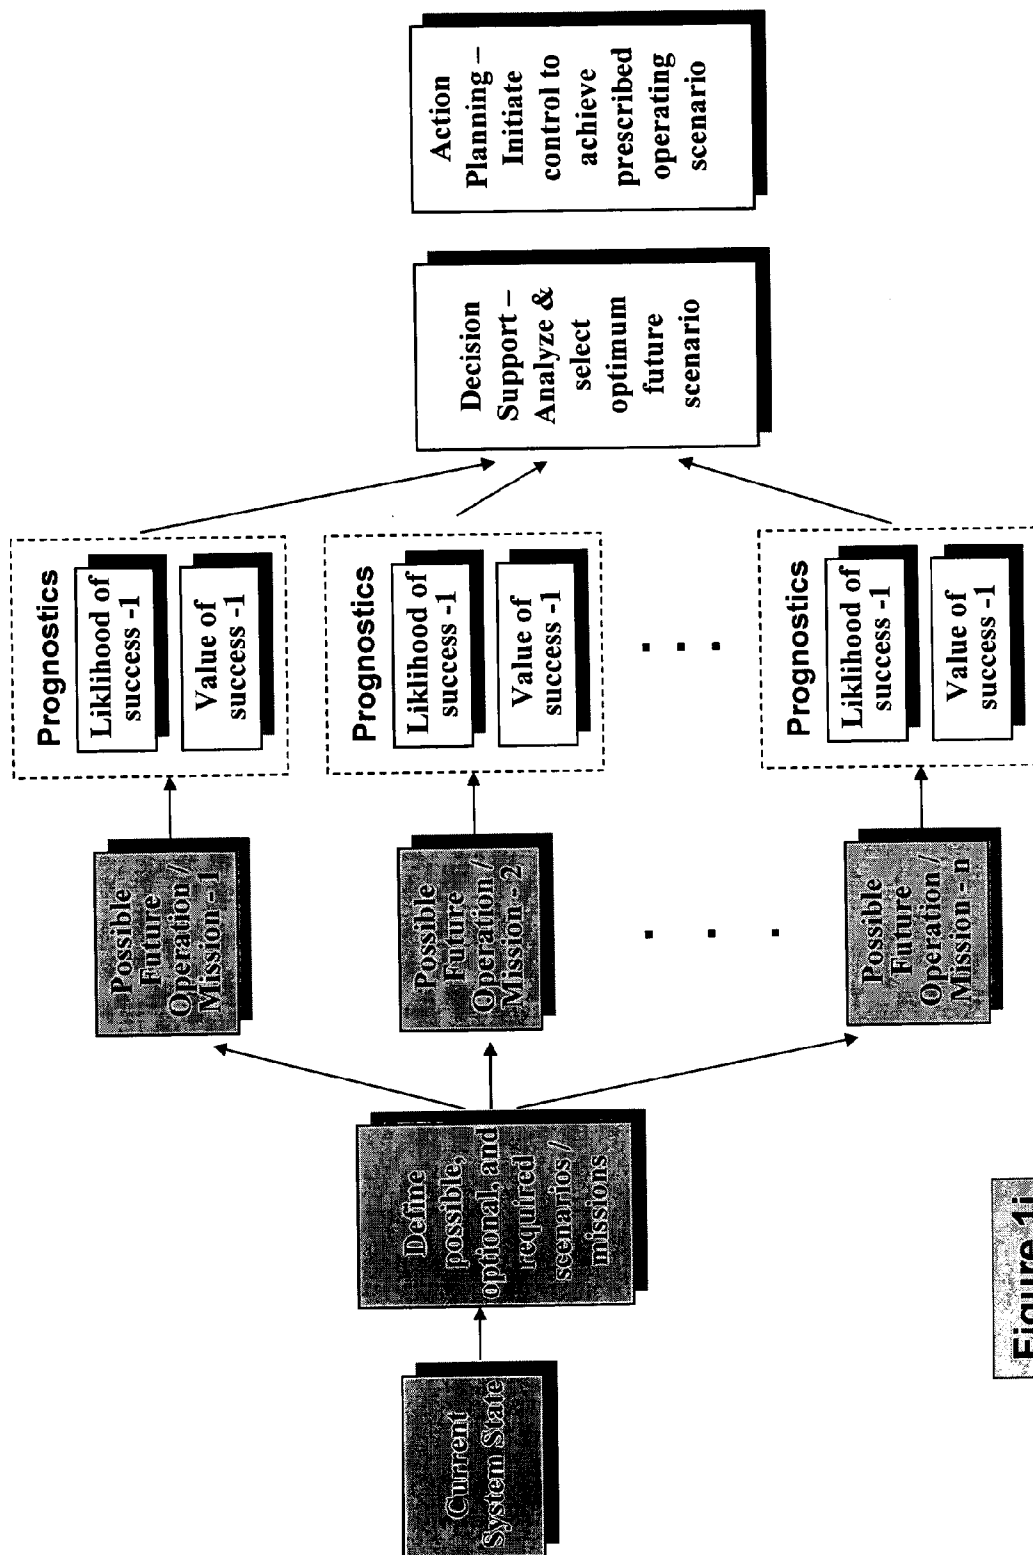 Current
System State
Define
possible,
optional, and
required
scenarios /
missions
Possible
Future
Operation /
Mission - 1
Possible
Future
Operation /
Mission - 2
Possible
Future
Operation /
Mission - n
Prognostics
Liklihood of
success -1
Value of
success -1
Prognostics
Liklihood of
success -1
Value of
success -1
Prognostics
Liklihood of
success -1
Value of
success -1
Decision
Support –
Analyze &
select
optimum
future
scenario
Action
Planning –
Initiate
control to
achieve
prescribed
operating
scenario
Figure 1i